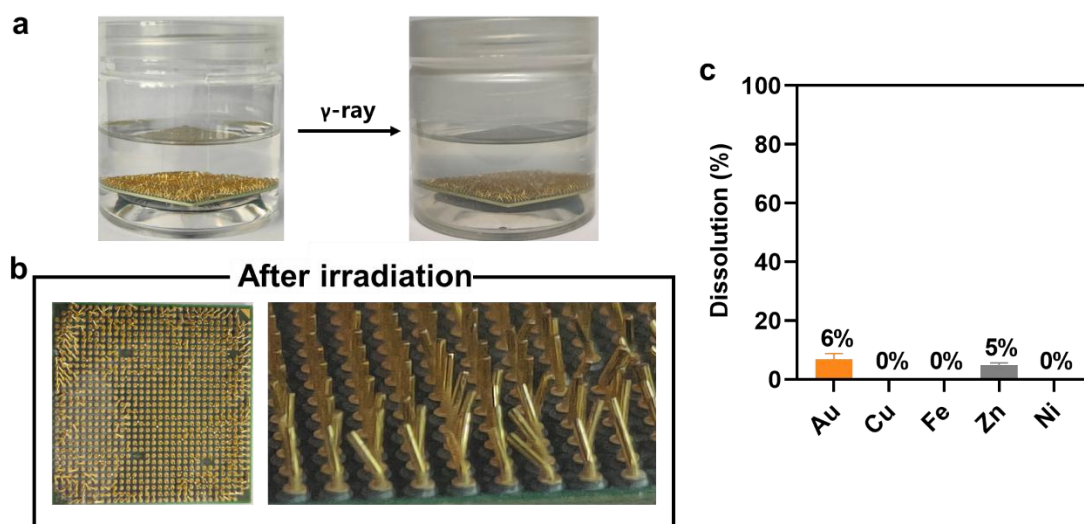 a
γ-ray
b
After irradiation
c
Dissolution (%)
100
80
60
40
20
0
6%
0%
0%
5%
0%
Au
Cu
Fe
Zn
Ni